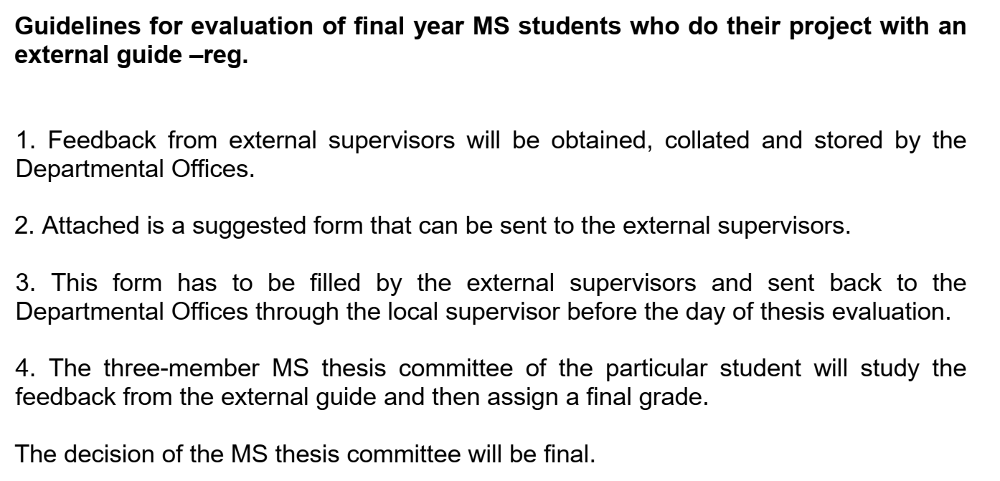 Guidelines for evaluation of final year MS students who do their project with an
external guide –reg.
1. Feedback from external supervisors will be obtained, collated and stored by the
Departmental Offices.
2. Attached is a suggested form that can be sent to the external supervisors.
3. This form has to be filled by the external supervisors and sent back to the
Departmental Offices through the local supervisor before the day of thesis evaluation.
4. The three-member MS thesis committee of the particular student will study the
feedback from the external guide and then assign a final grade.
The decision of the MS thesis committee will be final.